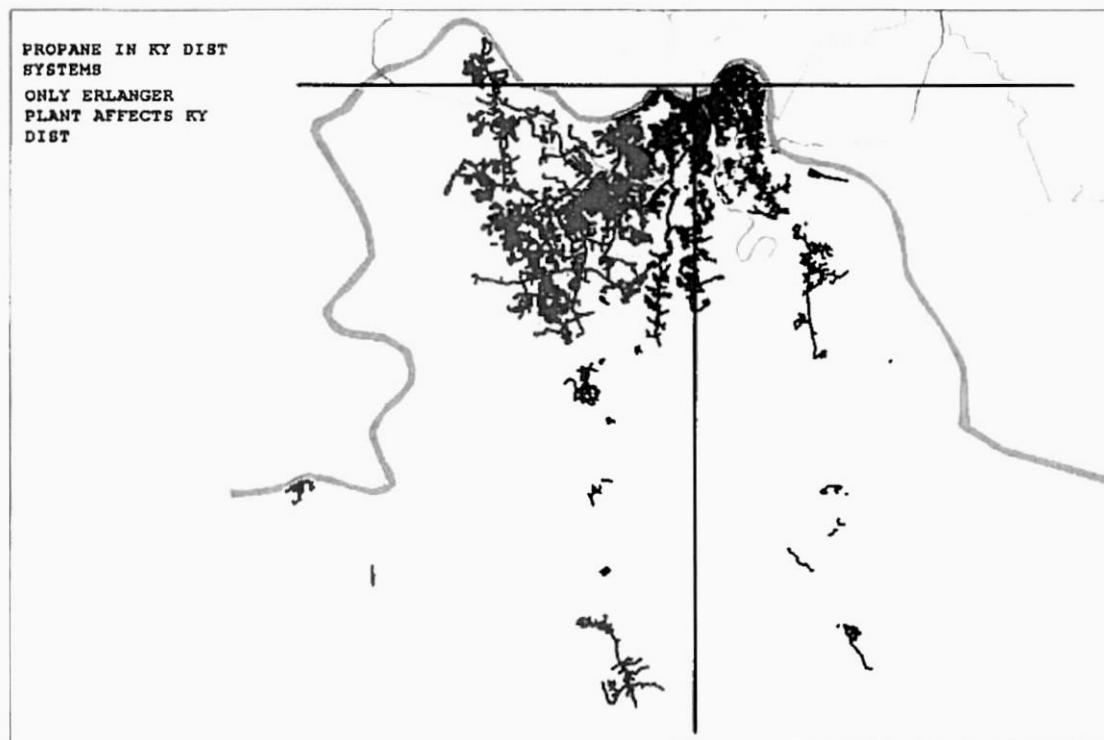 PROPANE IN KY DIST
SYSTEMS
ONLY ERLANGER
PLANT AFFECTS KY
DIST